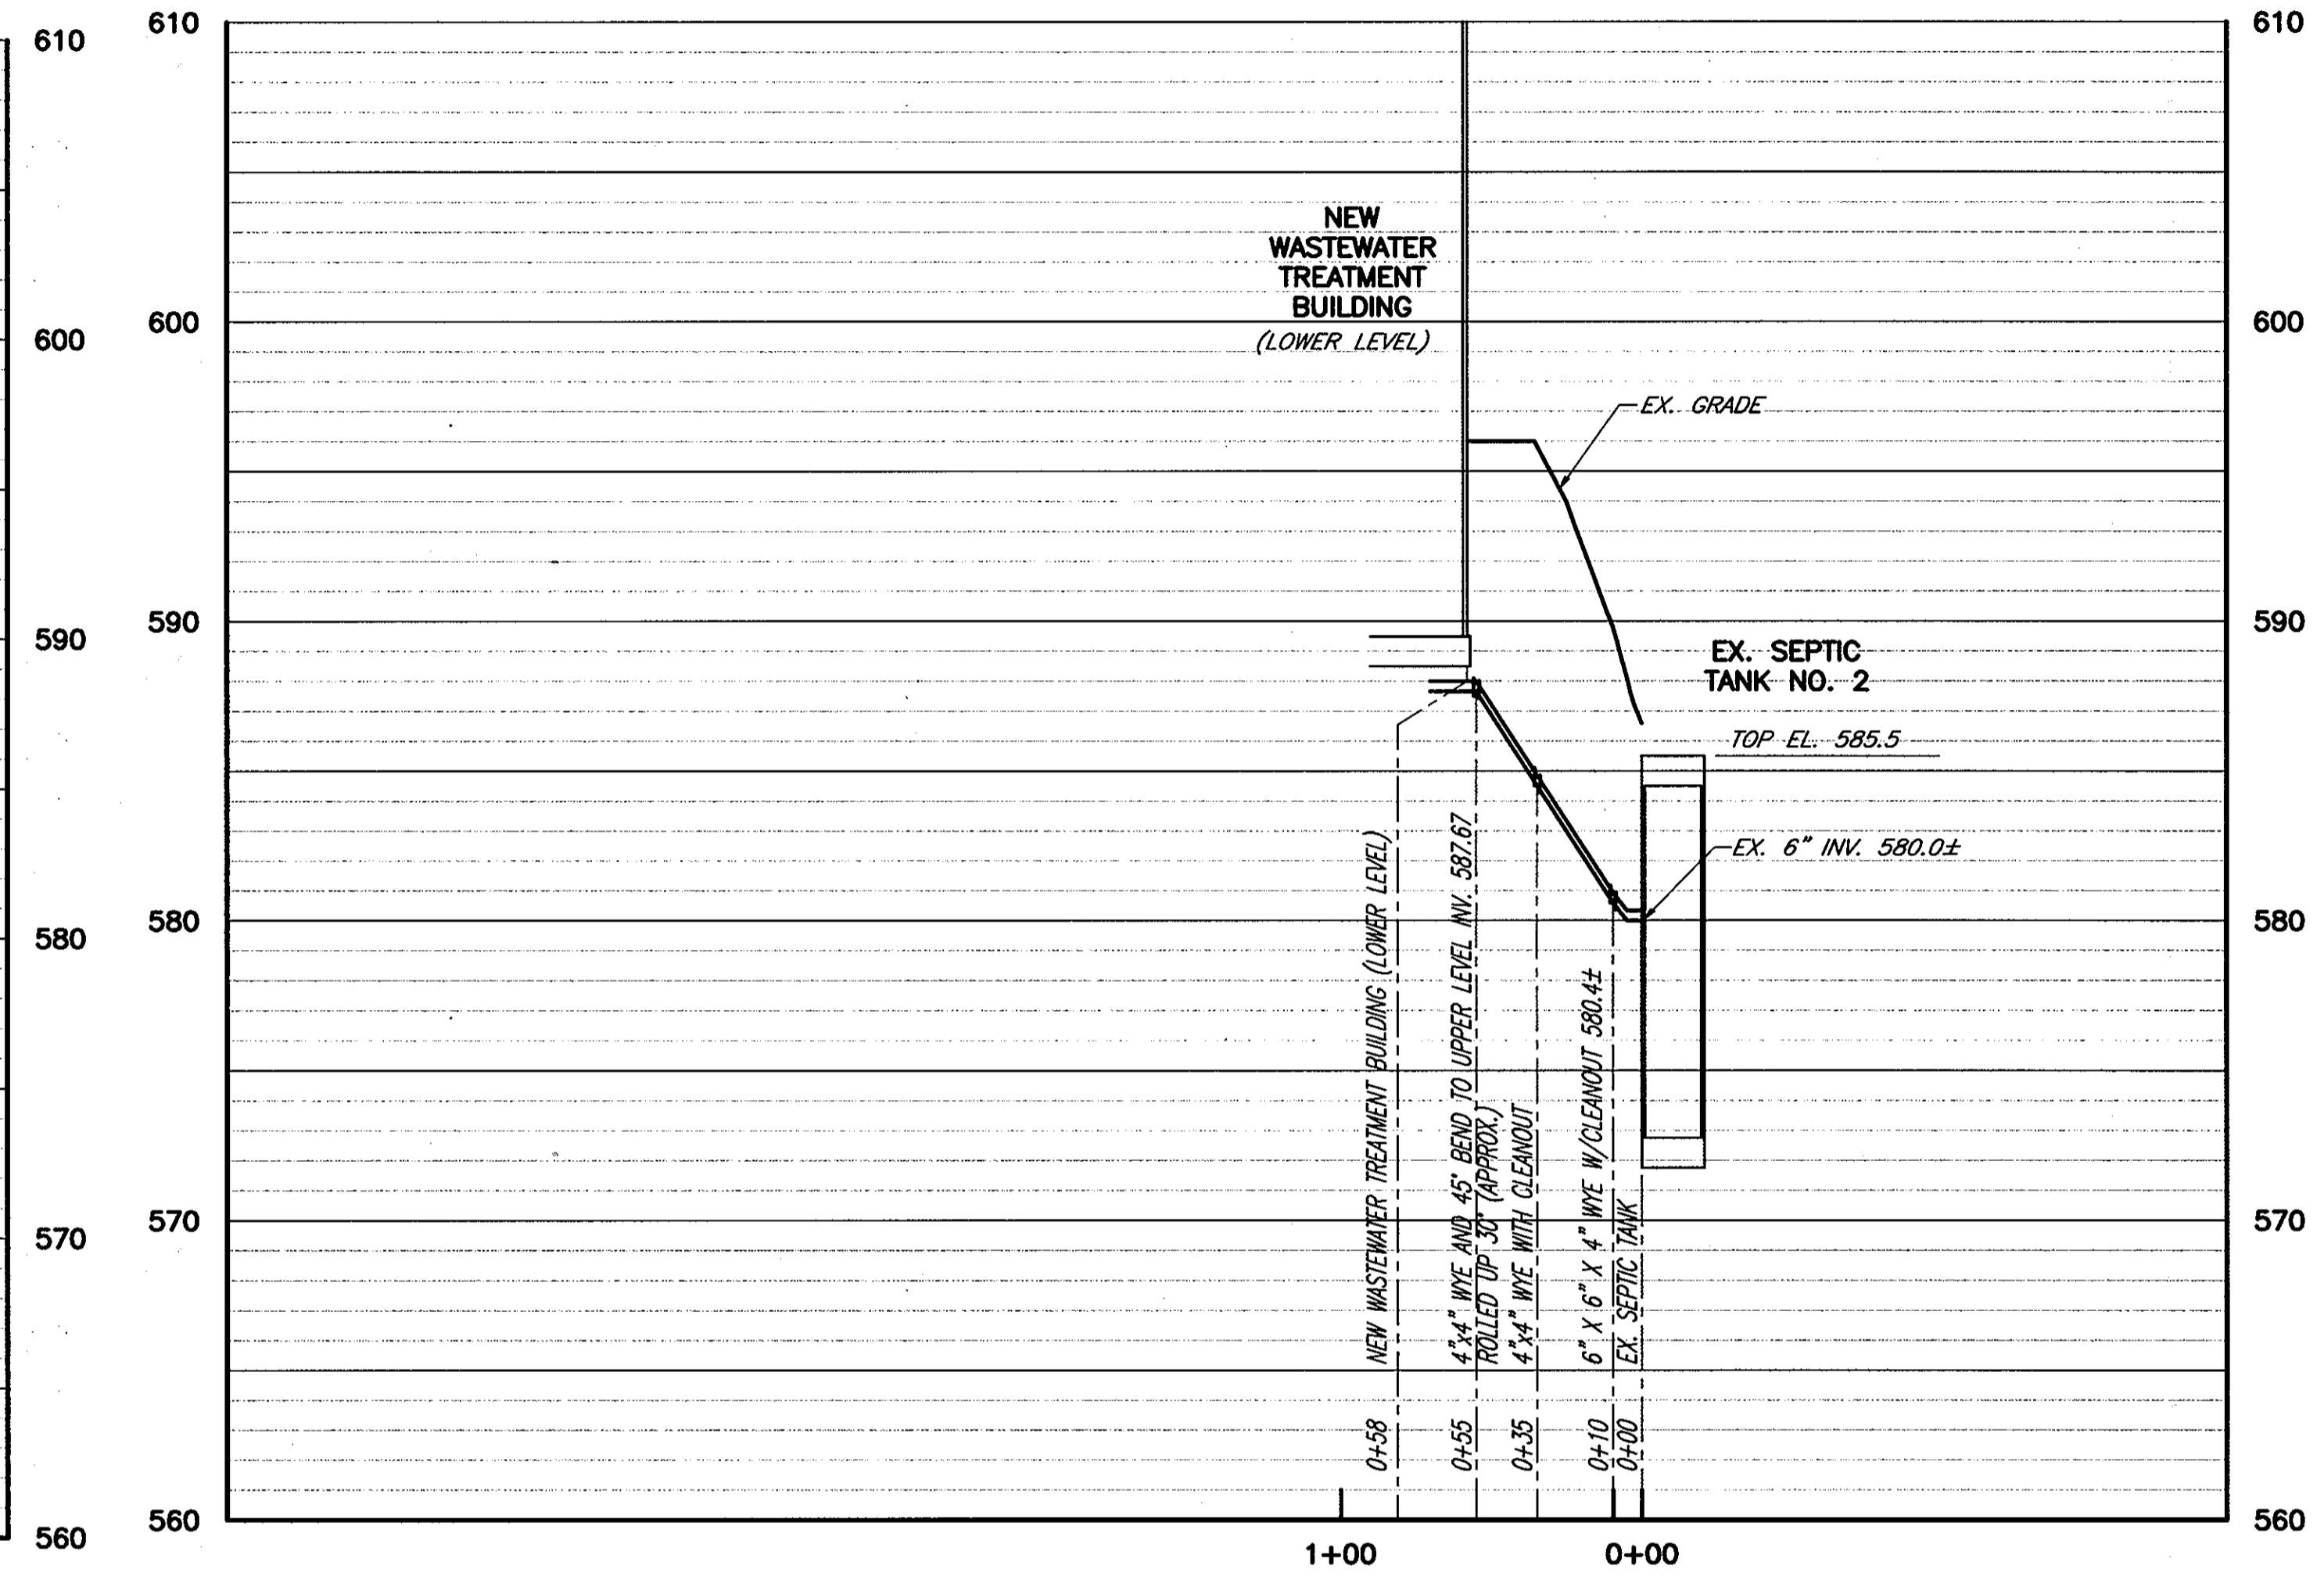 610
600
590
580
570
560
610
600
590
580
570
560
NEW
WASTEWATER
TREATMENT
BUILDING
(LOWER LEVEL)
EX. GRADE
EX. SEPTIC
TANK NO. 2
TOP EL. 585.5
EX. 6" INV. 580.0±
NEW WASTEWATER TREATMENT BUILDING (LOWER LEVEL)
4"x4" WYE AND 45° BEND TO UPPER LEVEL INV. 587.67
ROLLED UP 30° (APPROX.)
4"x4" WYE WITH CLEANOUT
6" X 6" X 4" WYE W/CLEANOUT 580.4±
EX. SEPTIC TANK
0+58
0+55
0+35
0+10
0+00
1+00
0+00
610
600
590
580
570
560